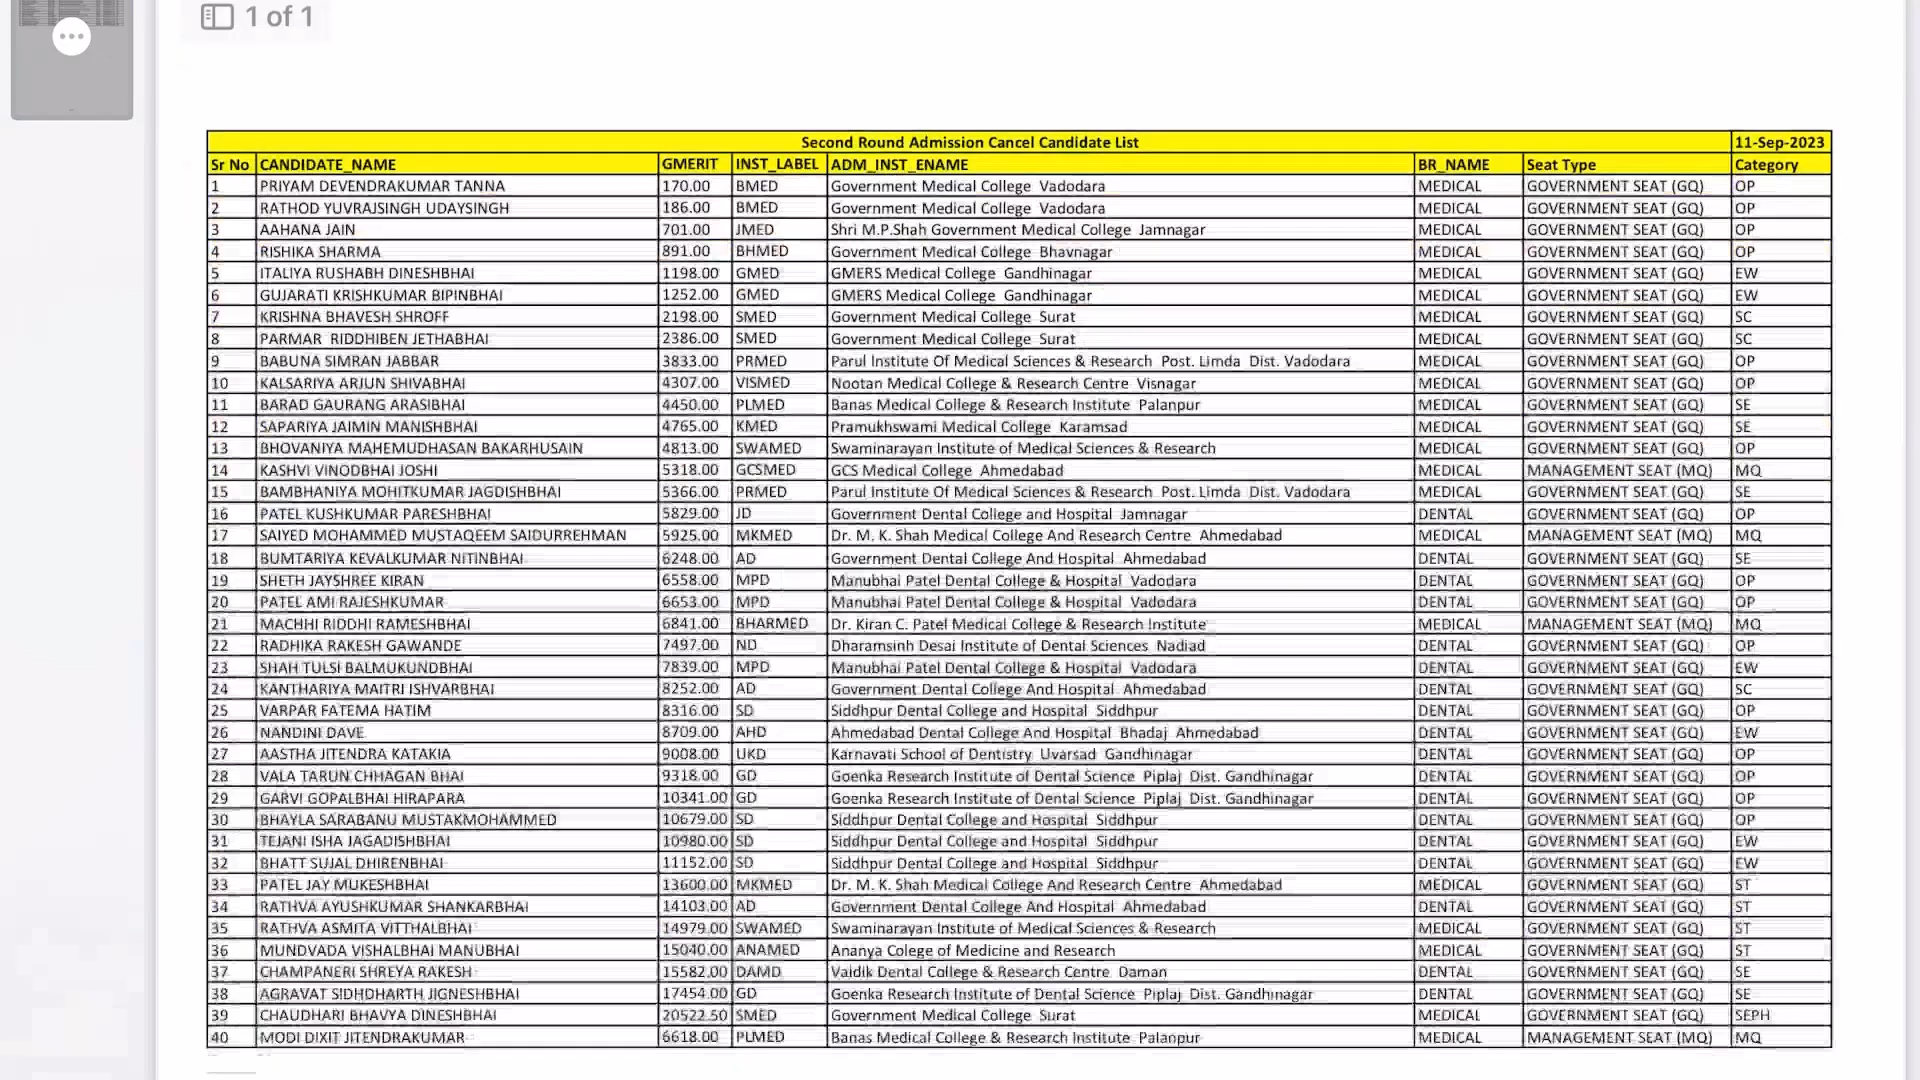 1 of 1
Second Round Admission Cancel Candidate List 11-Sep-2023
Sr No CANDIDATE_NAME GMERIT INST_LABEL ADM_INST_ENAME BR_NAME Seat Type Category
1 PRIYAM DEVENDRAKUMAR TANNA 170.00 BMED Government Medical College Vadodara MEDICAL GOVERNMENT SEAT (GQ) OP
2 RATHOD YUVRAJSINGH UDAYSINGH 186.00 BMED Government Medical College Vadodara MEDICAL GOVERNMENT SEAT (GQ) OP
3 AAHANA JAIN 701.00 JMED Shri M.P.Shah Government Medical College Jamnagar MEDICAL GOVERNMENT SEAT (GQ) OP
4 RISHIKA SHARMA 891.00 BHMED Government Medical College Bhavnagar MEDICAL GOVERNMENT SEAT (GQ) OP
5 ITALIYA RUSHABH DINESHBHAI 1198.00 GMED GMERS Medical College Gandhinagar MEDICAL GOVERNMENT SEAT (GQ) EW
6 GUJARATI KRISHKUMAR BIPINBHAI 1252.00 GMED GMERS Medical College Gandhinagar MEDICAL GOVERNMENT SEAT (GQ) EW
7 KRISHNA BHAVESH SHROFF 2198.00 SMED Government Medical College Surat MEDICAL GOVERNMENT SEAT (GQ) SC
8 PARMAR RIDDHIBEN JETHABHAI 2386.00 SMED Government Medical College Surat MEDICAL GOVERNMENT SEAT (GQ) SC
9 BABUNA SIMRAN JABBAR 3833.00 PRMED Parul Institute Of Medical Sciences & Research Post. Limda Dist. Vadodara MEDICAL GOVERNMENT SEAT (GQ) OP
10 KALSARIYA ARJUN SHIVABHAI 4307.00 VISMED Nootan Medical College & Research Centre Visnagar MEDICAL GOVERNMENT SEAT (GQ) OP
11 BARAD GAURANG ARASIBHAI 4450.00 PLMED Banas Medical College & Research Institute Palanpur MEDICAL GOVERNMENT SEAT (GQ) SE
12 SAPARIYA JAIMIN MANISHBHAI 4765.00 KMED Pramukhswami Medical College Karamsad MEDICAL GOVERNMENT SEAT (GQ) SE
13 BHOVANIYA MAHEMUDHASAN BAKARHUSAIN 4813.00 SWAMED Swaminarayan Institute of Medical Sciences & Research MEDICAL GOVERNMENT SEAT (GQ) OP
14 KASHVI VINODBHAI JOSHI 5318.00 GCSMED GCS Medical College Ahmedabad MEDICAL MANAGEMENT SEAT (MQ) MQ
15 BAMBHANIYA MOHITKUMAR JAGDISHBHAI 5366.00 PRMED Parul Institute Of Medical Sciences & Research Post. Limda Dist. Vadodara MEDICAL GOVERNMENT SEAT (GQ) SE
16 PATEL KUSHKUMAR PARESHBHAI 5829.00 JD Government Dental College and Hospital Jamnagar DENTAL GOVERNMENT SEAT (GQ) OP
17 SAIYED MOHAMMED MUSTAQEEM SAIDURREHMAN 5925.00 MKMED Dr. M. K. Shah Medical College And Research Centre Ahmedabad MEDICAL MANAGEMENT SEAT (MQ) MQ
18 BUMTARIYA KEVALKUMAR NITINBHAI 6248.00 AD Government Dental College And Hospital Ahmedabad DENTAL GOVERNMENT SEAT (GQ) SE
19 SHETH JAYSHREE KIRAN 6558.00 MPD Manubhai Patel Dental College & Hospital Vadodara DENTAL GOVERNMENT SEAT (GQ) OP
20 PATEL AMI RAJESHKUMAR 6653.00 MPD Manubhai Patel Dental College & Hospital Vadodara DENTAL GOVERNMENT SEAT (GQ) OP
21 MACHHI RIDDHI RAMESHBHAI 6841.00 BHARMED Dr. Kiran C. Patel Medical College & Research Institute MEDICAL MANAGEMENT SEAT (MQ) MQ
22 RADHIKA RAKESH GAWANDE 7497.00 ND Dharamsinh Desai Institute of Dental Sciences Nadiad DENTAL GOVERNMENT SEAT (GQ) OP
23 SHAH TULSI BALMUKUNDBHAI 7839.00 MPD Manubhai Patel Dental College & Hospital Vadodara DENTAL GOVERNMENT SEAT (GQ) EW
24 KANTHARIYA MAITRI ISHVARBHAI 8252.00 AD Government Dental College And Hospital Ahmedabad DENTAL GOVERNMENT SEAT (GQ) SC
25 VARPAR FATEMA HATIM 8316.00 SD Siddhpur Dental College and Hospital Siddhpur DENTAL GOVERNMENT SEAT (GQ) OP
26 NANDINI DAVE 8709.00 AHD Ahmedabad Dental College And Hospital Bhadaj Ahmedabad DENTAL GOVERNMENT SEAT (GQ) EW
27 AASTHA JITENDRA KATAKIA 9008.00 UKD Karnavati School of Dentistry Uvarsad Gandhinagar DENTAL GOVERNMENT SEAT (GQ) OP
28 VALA TARUN CHHAGAN BHAI 9318.00 GD Goenka Research Institute of Dental Science Piplaj Dist. Gandhinagar DENTAL GOVERNMENT SEAT (GQ) OP
29 GARVI GOPALBHAI HIRAPARA 10341.00 GD Goenka Research Institute of Dental Science Piplaj Dist. Gandhinagar DENTAL GOVERNMENT SEAT (GQ) OP
30 BHAYLA SARABANU MUSTAKMOHAMMED 10679.00 SD Siddhpur Dental College and Hospital Siddhpur DENTAL GOVERNMENT SEAT (GQ) OP
31 TEJANI ISHA JAGADISHBHAI 10980.00 SD Siddhpur Dental College and Hospital Siddhpur DENTAL GOVERNMENT SEAT (GQ) EW
32 BHATT SUJAL DHIRENBHAI 11152.00 SD Siddhpur Dental College and Hospital Siddhpur DENTAL GOVERNMENT SEAT (GQ) EW
33 PATEL JAY MUKESHBHAI 13600.00 MKMED Dr. M. K. Shah Medical College And Research Centre Ahmedabad MEDICAL GOVERNMENT SEAT (GQ) ST
34 RATHVA AYUSHKUMAR SHANKARBHAI 14103.00 AD Government Dental College And Hospital Ahmedabad DENTAL GOVERNMENT SEAT (GQ) ST
35 RATHVA ASMITA VITTHALBHAI 14979.00 SWAMED Swaminarayan Institute of Medical Sciences & Research MEDICAL GOVERNMENT SEAT (GQ) ST
36 MUNDVADA VISHALBHAI MANUBHAI 15040.00 ANAMED Ananya Colege of Medicine and Research MEDICAL GOVERNMENT SEAT (GQ) ST
37 CHAMPANERI SHREYA RAKESH 15582.00 DAMD Vaidik Dental College & Research Centre Daman DENTAL GOVERNMENT SEAT (GQ) SE
38 AGRAVAT SIDHDHARTH JIGNESHBHAI 17454.00 GD Goenka Research Institute of Dental Science Piplaj Dist. Gandhinagar DENTAL GOVERNMENT SEAT (GQ) SE
39 CHAUDHARI BHAVYA DINESHBHAI 20522.50 SMED Government Medical College Surat MEDICAL GOVERNMENT SEAT (GQ) SEPH
40 MODI DIXIT JITENDRAKUMAR 6618.00 PLMED Banas Medical College & Research Institute Palanpur MEDICAL MANAGEMENT SEAT (MQ) MQ